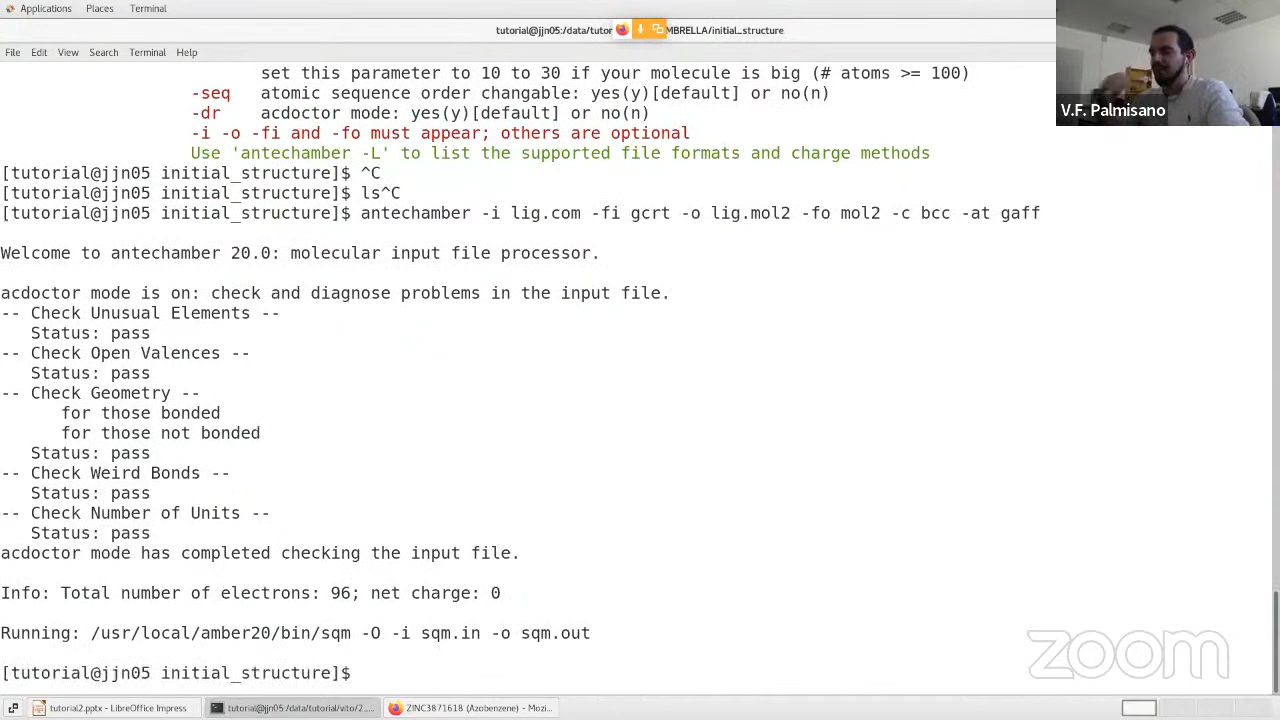 Applications Places Terminal
tutorial@jjn05:/data/tutor MBRELLA/initial_structure
File Edit View Search Terminal Help
set this parameter to 10 to 30 if your molecule is big (# atoms >= 100)
-seq atomic sequence order changable: yes(y)[default] or no(n)
-dr acdoctor mode: yes(y)[default] or no(n)
-i -o -fi and -fo must appear; others are optional
Use 'antechamber -L' to list the supported file formats and charge methods
[tutorial@jjn05 initial_structure]$ ^C
[tutorial@jjn05 initial_structure]$ ls^C
[tutorial@jjn05 initial_structure]$ antechamber -i lig.com -fi gcrt -o lig.mol2 -fo mol2 -c bcc -at gaff
Welcome to antechamber 20.0: molecular input file processor.
acdoctor mode is on: check and diagnose problems in the input file.
-- Check Unusual Elements --
Status: pass
-- Check Open Valences --
Status: pass
-- Check Geometry --
for those bonded
for those not bonded
Status: pass
-- Check Weird Bonds --
Status: pass
-- Check Number of Units --
Status: pass
acdoctor mode has completed checking the input file.
Info: Total number of electrons: 96; net charge: 0
Running: /usr/local/amber20/bin/sqm -O -i sqm.in -o sqm.out
[tutorial@jjn05 initial_structure]$
V.F. Palmisano
zoom
tutorial2.pptx - LibreOffice Impress
tutorial@jjn05:/data/tutorial/vito/2....
ZINC3871618 (Azobenzene) - Mozi...